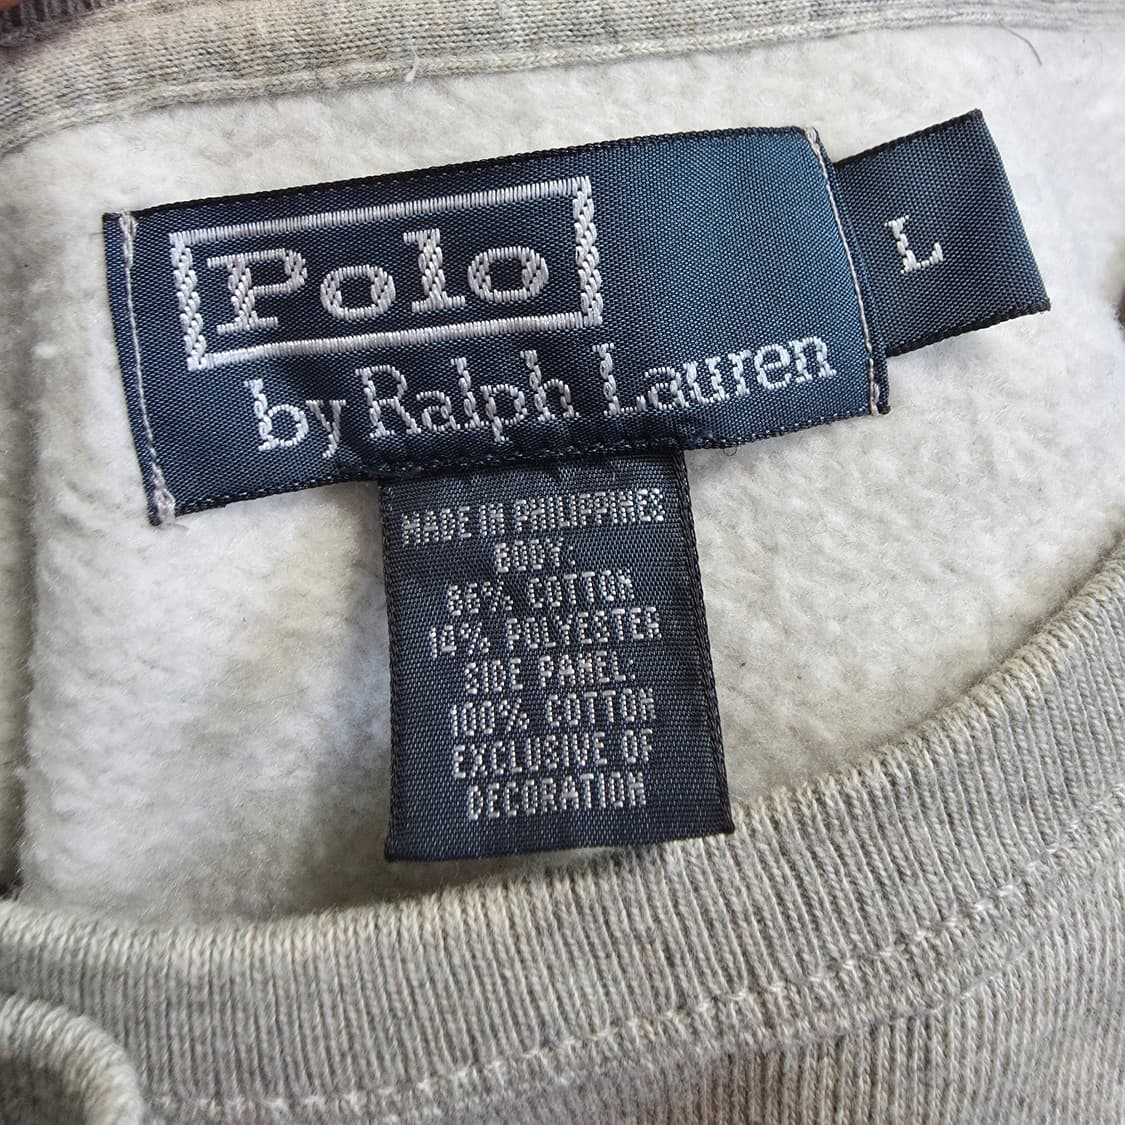 Polo
by Ralph Lauren
L
MADE IN PHILIPPINES
BODY:
86% COTTON
14% POLYESTER
SIDE PANEL:
100% COTTON
EXCLUSIVE OF
DECORATION